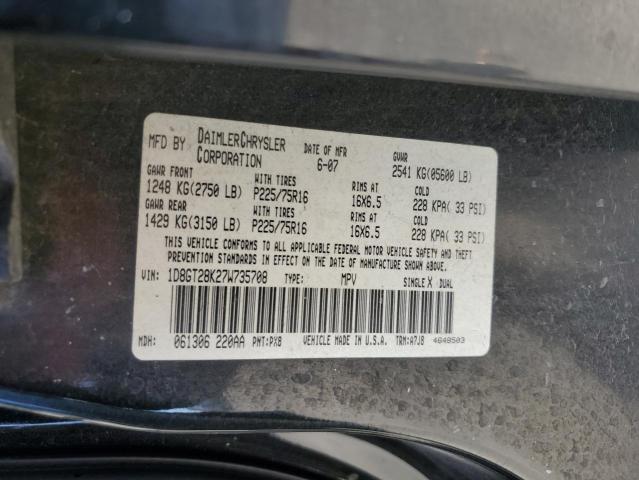 MFD BY DAIMLERCHRYSLER CORPORATION DATE OF MFR 6-07 GVWR 2541 KG(05600 LB)
GAWR FRONT WITH TIRES RIMS AT COLD
1248 KG(2750 LB) P225/75R16 16X6.5 228 KPA( 33 PSI)
GAWR REAR WITH TIRES RIMS AT COLD
1429 KG(3150 LB) P225/75R16 16X6.5 228 KPA( 33 PSI)
THIS VEHICLE CONFORMS TO ALL APPLICABLE FEDERAL MOTOR VEHICLE SAFETY AND THEFT
PREVENTION STANDARDS IN EFFECT ON THE DATE OF MANUFACTURE SHOWN ABOVE.
VIN: 1D8GT28K27W735708 TYPE: MPV SINGLE X DUAL
MDH: 061306 220AA PNT:PX8 VEHICLE MADE IN U.S.A. TRM:A7J8 4648503